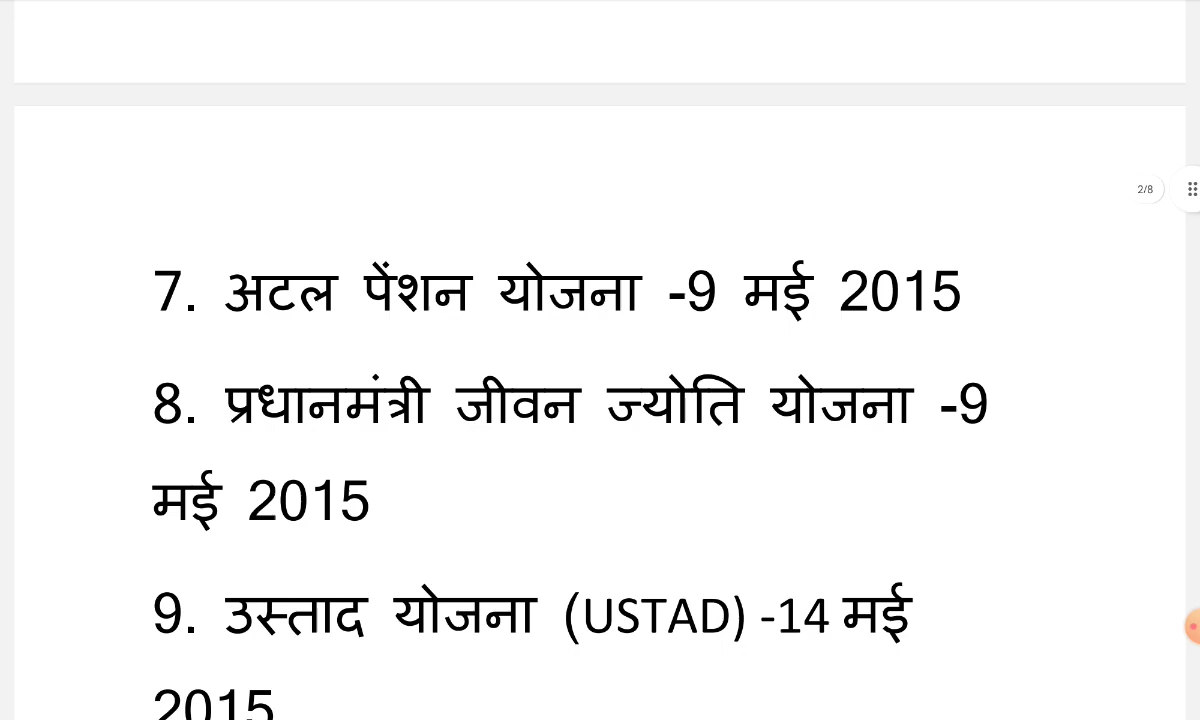 2/8
7. अटल पेंशन योजना -9 मई 2015
8. प्रधानमंत्री जीवन ज्योति योजना -9
मई 2015
9. उस्ताद योजना (USTAD) -14 मई
2015